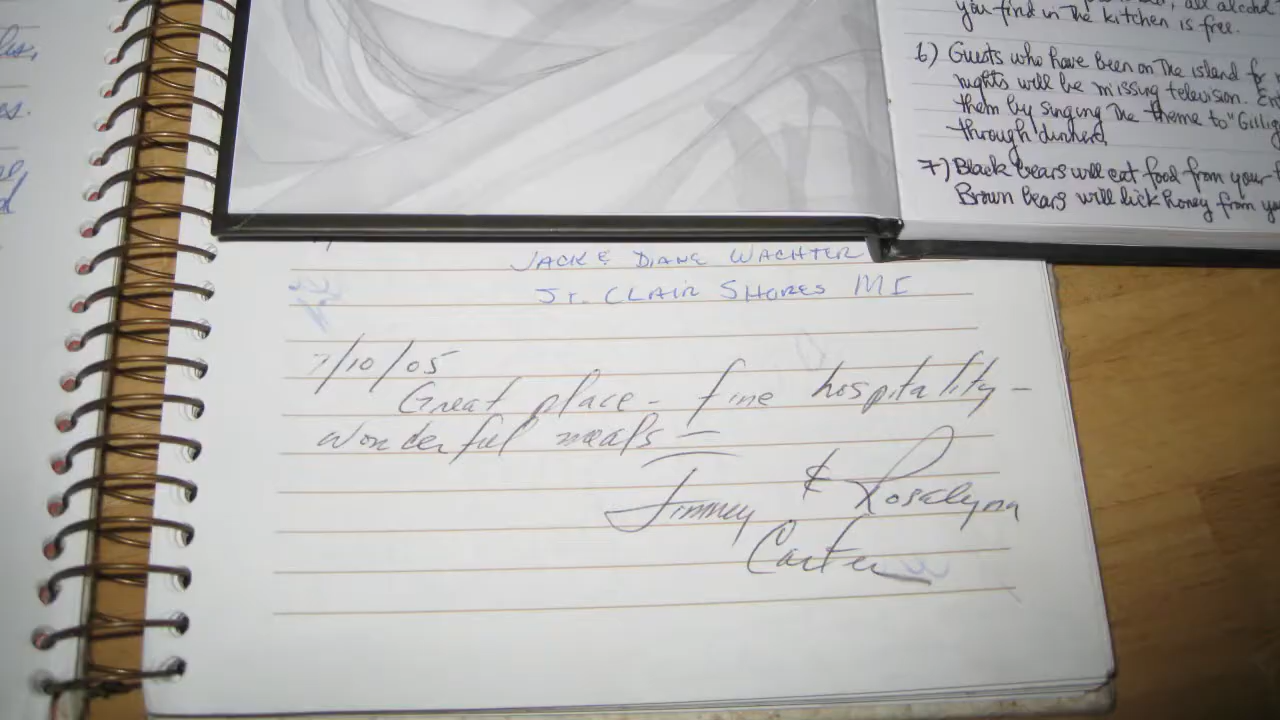 les,
es.
you find in the kitchen is free.
6) Guests who have been on the island for
nights will be missing television.
them by singing the theme to "Gillig
through dinner.
7) Black bears will eat food from your
Brown bears will lick honey from
JACK & DIANE WACHTER
ST. CLAIR SHORES MI
7/10/05
Great place - fine hospitality -
wonderful meals -
Jimmy & Rosalynn
Carter